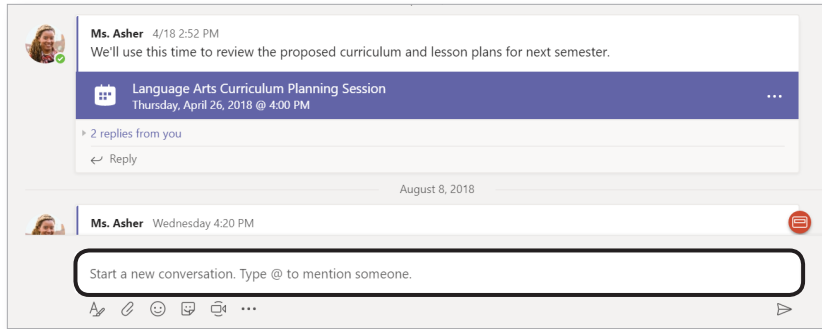 Ms. Asher 4/18 2:52 PM
We'll use this time to review the proposed curriculum and lesson plans for next semester.
Language Arts Curriculum Planning Session
Thursday, April 26, 2018 @ 4:00 PM
2 replies from you
Reply
August 8, 2018
Ms. Asher Wednesday 4:20 PM
Start a new conversation. Type @ to mention someone.